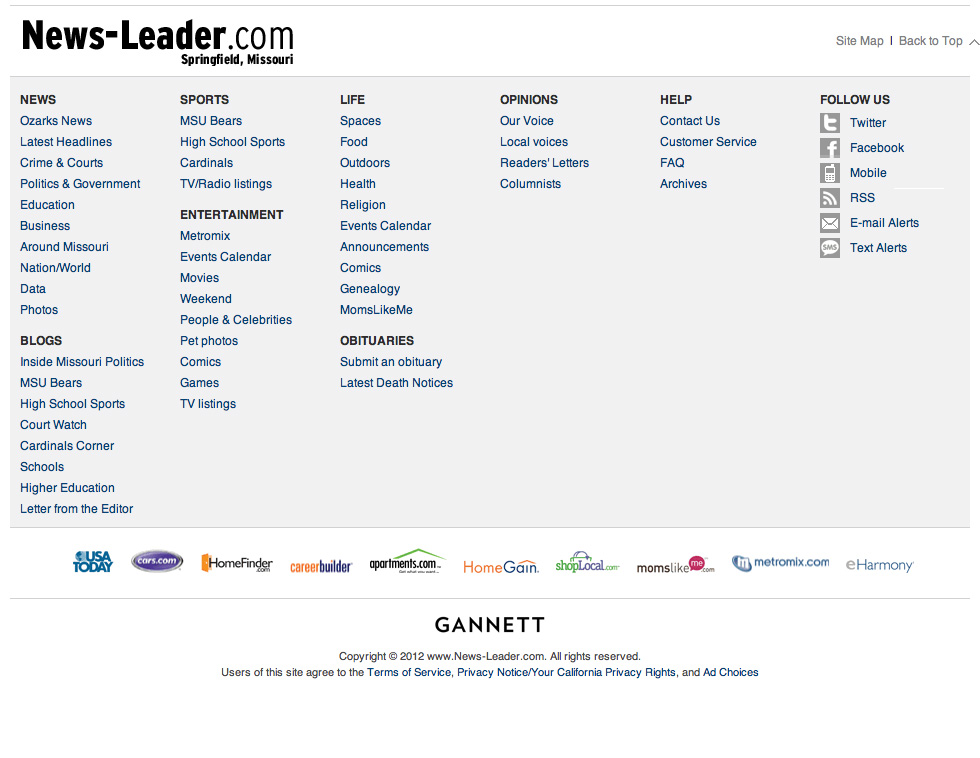 News-Leader.com
Springfield, Missouri
Site Map | Back to Top
NEWS
Ozarks News
Latest Headlines
Crime & Courts
Politics & Government
Education
Business
Around Missouri
Nation/World
Data
Photos
BLOGS
Inside Missouri Politics
MSU Bears
High School Sports
Court Watch
Cardinals Corner
Schools
Higher Education
Letter from the Editor
SPORTS
MSU Bears
High School Sports
Cardinals
TV/Radio listings
ENTERTAINMENT
Metromix
Events Calendar
Movies
Weekend
People & Celebrities
Pet photos
Comics
Games
TV listings
LIFE
Spaces
Food
Outdoors
Health
Religion
Events Calendar
Announcements
Comics
Genealogy
MomsLikeMe
OBITUARIES
Submit an obituary
Latest Death Notices
OPINIONS
Our Voice
Local voices
Readers' Letters
Columnists
HELP
Contact Us
Customer Service
FAQ
Archives
FOLLOW US
Twitter
Facebook
Mobile
RSS
E-mail Alerts
SMS Text Alerts
USA
TODAY
cars.com
HomeFinder
.com
careerbuilder
apartments.com
Get what you want.
HomeGain
shopLocal.com
momslikeme.com
metromix.com
eHarmony
GANNETT
Copyright © 2012 www.News-Leader.com. All rights reserved.
Users of this site agree to the Terms of Service, Privacy Notice/Your California Privacy Rights, and Ad Choices